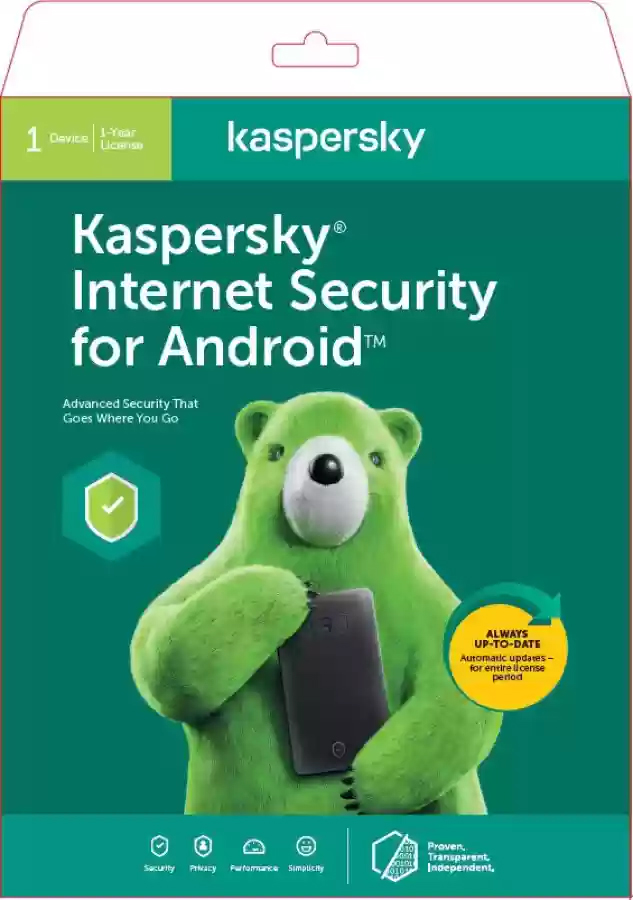 1 Device 1-Year
License
kaspersky
Kaspersky®
Internet Security
for Android™
Advanced Security That
Goes Where You Go
ALWAYS
UP-TO-DATE
Automatic updates –
for entire license
period
Security Privacy Performance Simplicity
Proven.
Transparent.
Independent.